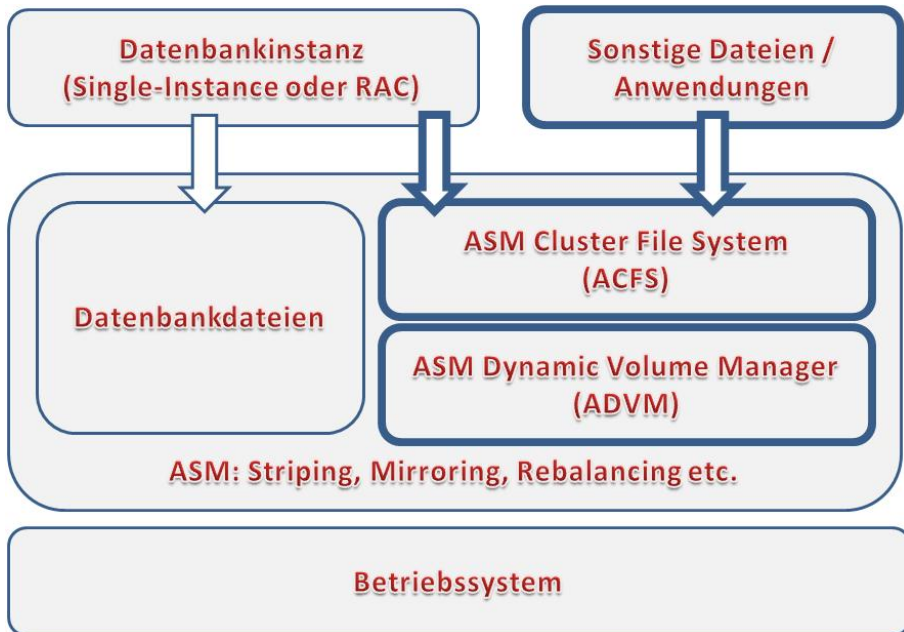 Datenbankinstanz
(Single-Instance oder RAC)
Sonstige Dateien /
Anwendungen
Datenbankdateien
ASM Cluster File System
(ACFS)
ASM Dynamic Volume Manager
(ADVM)
ASM: Striping, Mirroring, Rebalancing etc.
Betriebssystem